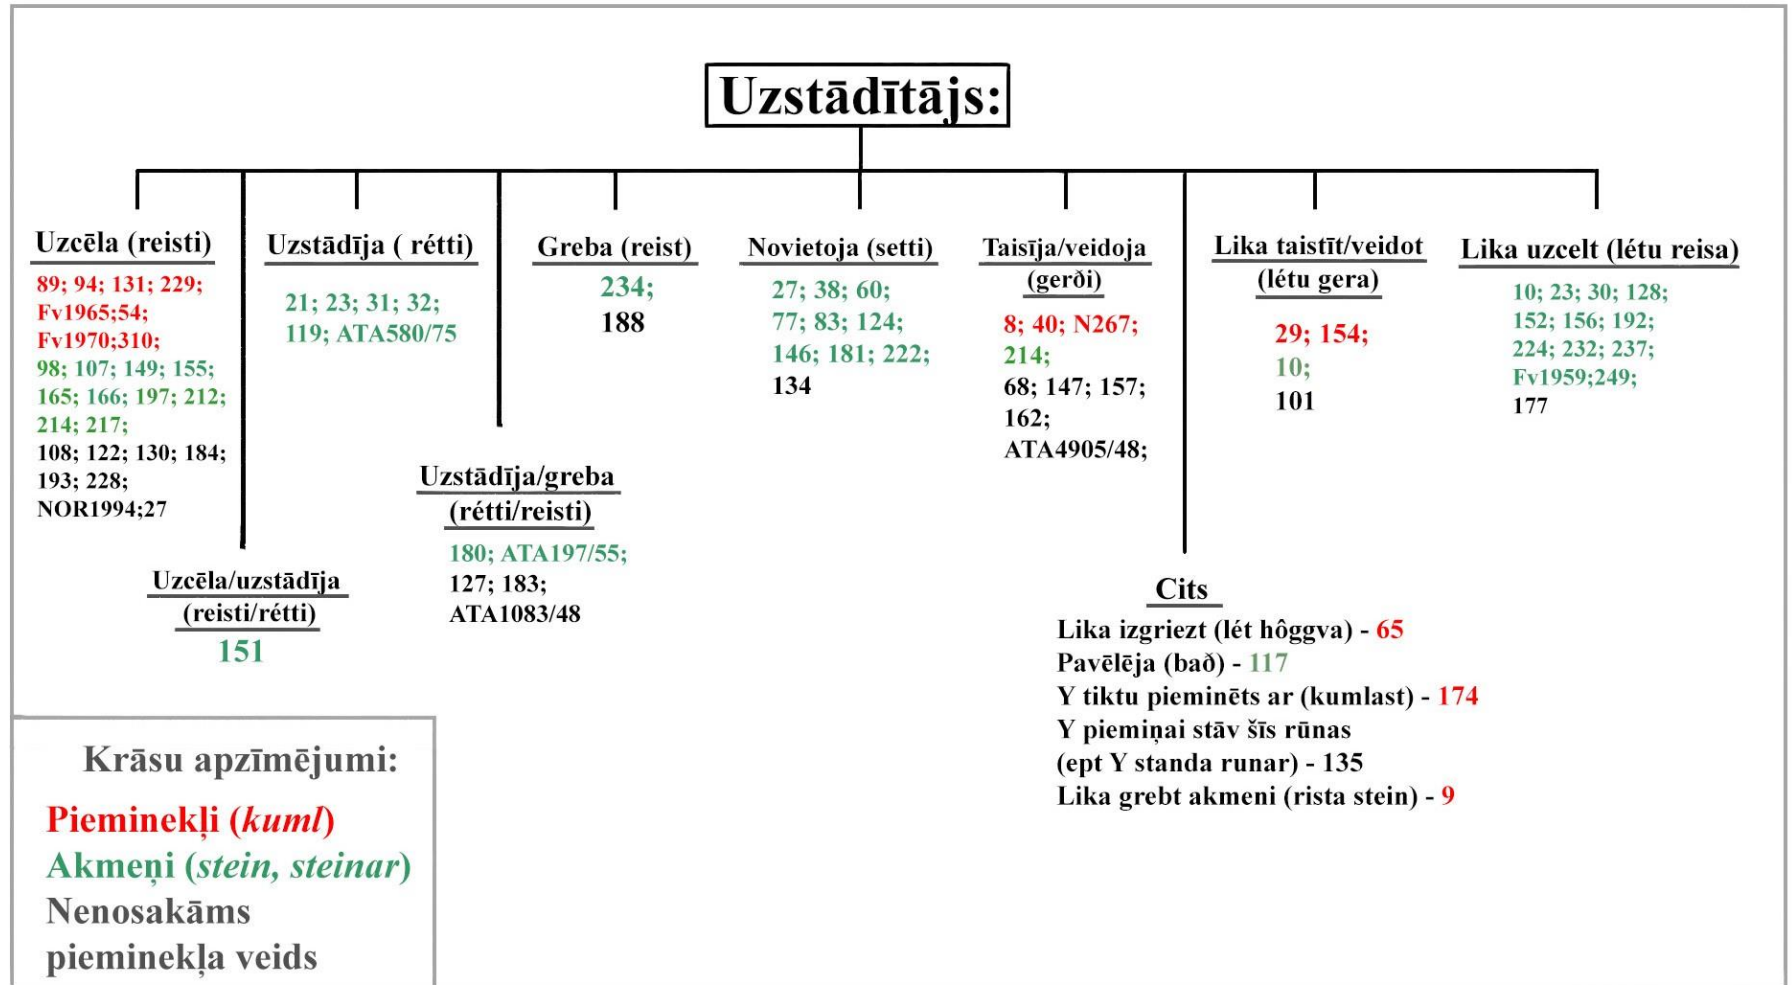 Uzstādītājs:
Uzcēla (reisti)
89; 94; 131; 229;
Fv1965;54;
Fv1970;310;
98; 107; 149; 155;
165; 166; 197; 212;
214; 217;
108; 122; 130; 184;
193; 228;
NOR1994;27
Uzcēla/uzstādīja
(reisti/rétti)
151
Uzstādīja ( rétti)
21; 23; 31; 32;
119; ATA580/75
Uzstādīja/greba
(rétti/reisti)
180; ATA197/55;
127; 183;
ATA1083/48
Greba (reist)
234;
188
Novietoja (setti)
27; 38; 60;
77; 83; 124;
146; 181; 222;
134
Taisīja/veidoja
(gerði)
8; 40; N267;
214;
68; 147; 157;
162;
ATA4905/48;
Cits
Lika izgriezt (lét hôggva) - 65
Pavēlēja (bað) - 117
Y tiktu pieminēts ar (kumlast) - 174
Y piemiņai stāv šīs rūnas
(ept Y standa runar) - 135
Lika grebt akmeni (rista stein) - 9
Lika taistīt/veidot
(létu gera)
29; 154;
10;
101
Lika uzcelt (létu reisa)
10; 23; 30; 128;
152; 156; 192;
224; 232; 237;
Fv1959;249;
177
Krāsu apzīmējumi:
Pieminekļi (kuml)
Akmeņi (stein, steinar)
Nenosakāms
pieminekļa veids